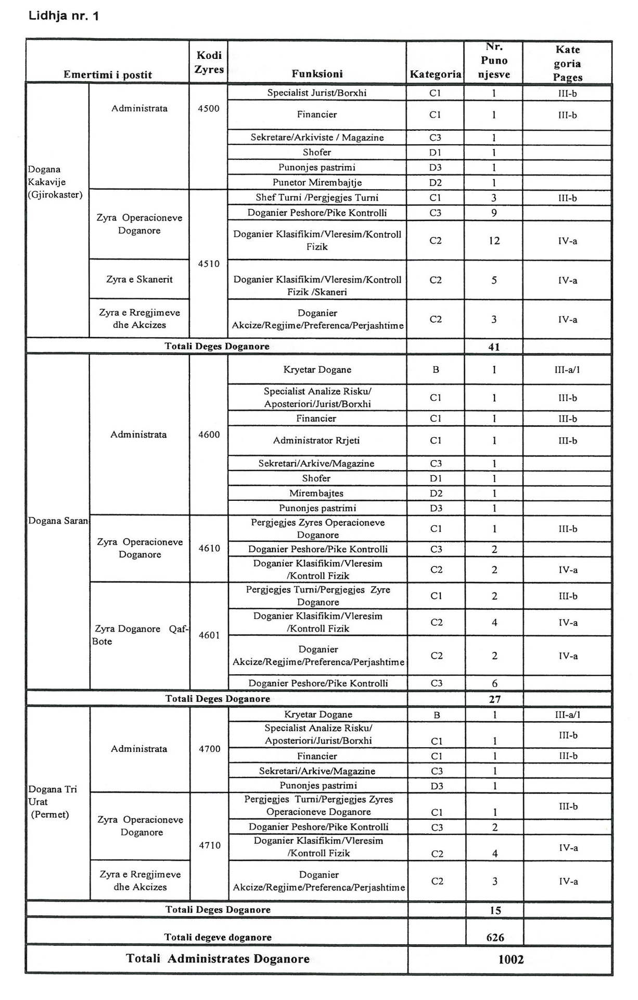 Lidhja nr. 1
Emertimi i postit | Kodi Zyres | Funksioni | Kategoria | Nr. Puno njesve | Kate goria Pages
Dogana Kakavije (Gjirokaster) | Administrata | 4500 | Specialist Jurist/Borxhi | C1 | 1 | III-b
Financier | C1 | 1 | III-b
Sekretare/Arkiviste / Magazine | C3 | 1
Shofer | D1 | 1
Punonjes pastrimi | D3 | 1
Punetor Mirembajtje | D2 | 1
Zyra Operacioneve Doganore | 4510 | Shef Turni /Pergjegjes Turni | C1 | 3 | III-b
Doganier Peshore/Pike Kontrolli | C3 | 9
Doganier Klasifikim/Vleresim/Kontroll Fizik | C2 | 12 | IV-a
Zyra e Skanerit | Doganier Klasifikim/Vleresim/Kontroll Fizik /Skaneri | C2 | 5 | IV-a
Zyra e Rregjimeve dhe Akcizes | Doganier Akcize/Regjime/Preferenca/Perjashtime | C2 | 3 | IV-a
Totali Deges Doganore | 41
Dogana Saran | Administrata | 4600 | Kryetar Dogane | B | 1 | III-a/1
Specialist Analize Risku/ Aposteriori/Jurist/Borxhi | C1 | 1 | III-b
Financier | C1 | 1 | III-b
Administrator Rrjeti | C1 | 1 | III-b
Sekretari/Arkive/Magazine | C3 | 1
Shofer | D1 | 1
Mirembajtes | D2 | 1
Punonjes pastrimi | D3 | 1
Zyra Operacioneve Doganore | 4610 | Pergjegjes Zyres Operacioneve Doganore | C1 | 1 | III-b
Doganier Peshore/Pike Kontrolli | C3 | 2
Doganier Klasifikim/Vleresim /Kontroll Fizik | C2 | 2 | IV-a
Zyra Doganore Qaf-Bote | 4601 | Pergjegjes Turni/Pergjegjes Zyre Doganore | C1 | 2 | III-b
Doganier Klasifikim/Vleresim /Kontroll Fizik | C2 | 4 | IV-a
Doganier Akcize/Regjime/Preferenca/Perjashtime | C2 | 2 | IV-a
Doganier Peshore/Pike Kontrolli | C3 | 6
Totali Deges Doganore | 27
Dogana Tri Urat (Permet) | Administrata | 4700 | Kryetar Dogane | B | 1 | III-a/1
Specialist Analize Risku/ Aposteriori/Jurist/Borxhi | C1 | 1 | III-b
Financier | C1 | 1 | III-b
Sekretari/Arkive/Magazine | C3 | 1
Punonjes pastrimi | D3 | 1
Zyra Operacioneve Doganore | 4710 | Pergjegjes Turni/Pergjegjes Zyres Operacioneve Doganore | C1 | 1 | III-b
Doganier Peshore/Pike Kontrolli | C3 | 2
Doganier Klasifikim/Vleresim /Kontroll Fizik | C2 | 4 | IV-a
Zyra e Rregjimeve dhe Akcizes | Doganier Akcize/Regjime/Preferenca/Perjashtime | C2 | 3 | IV-a
Totali Deges Doganore | 15
Totali degeve doganore | 626
Totali Administrates Doganore | 1002